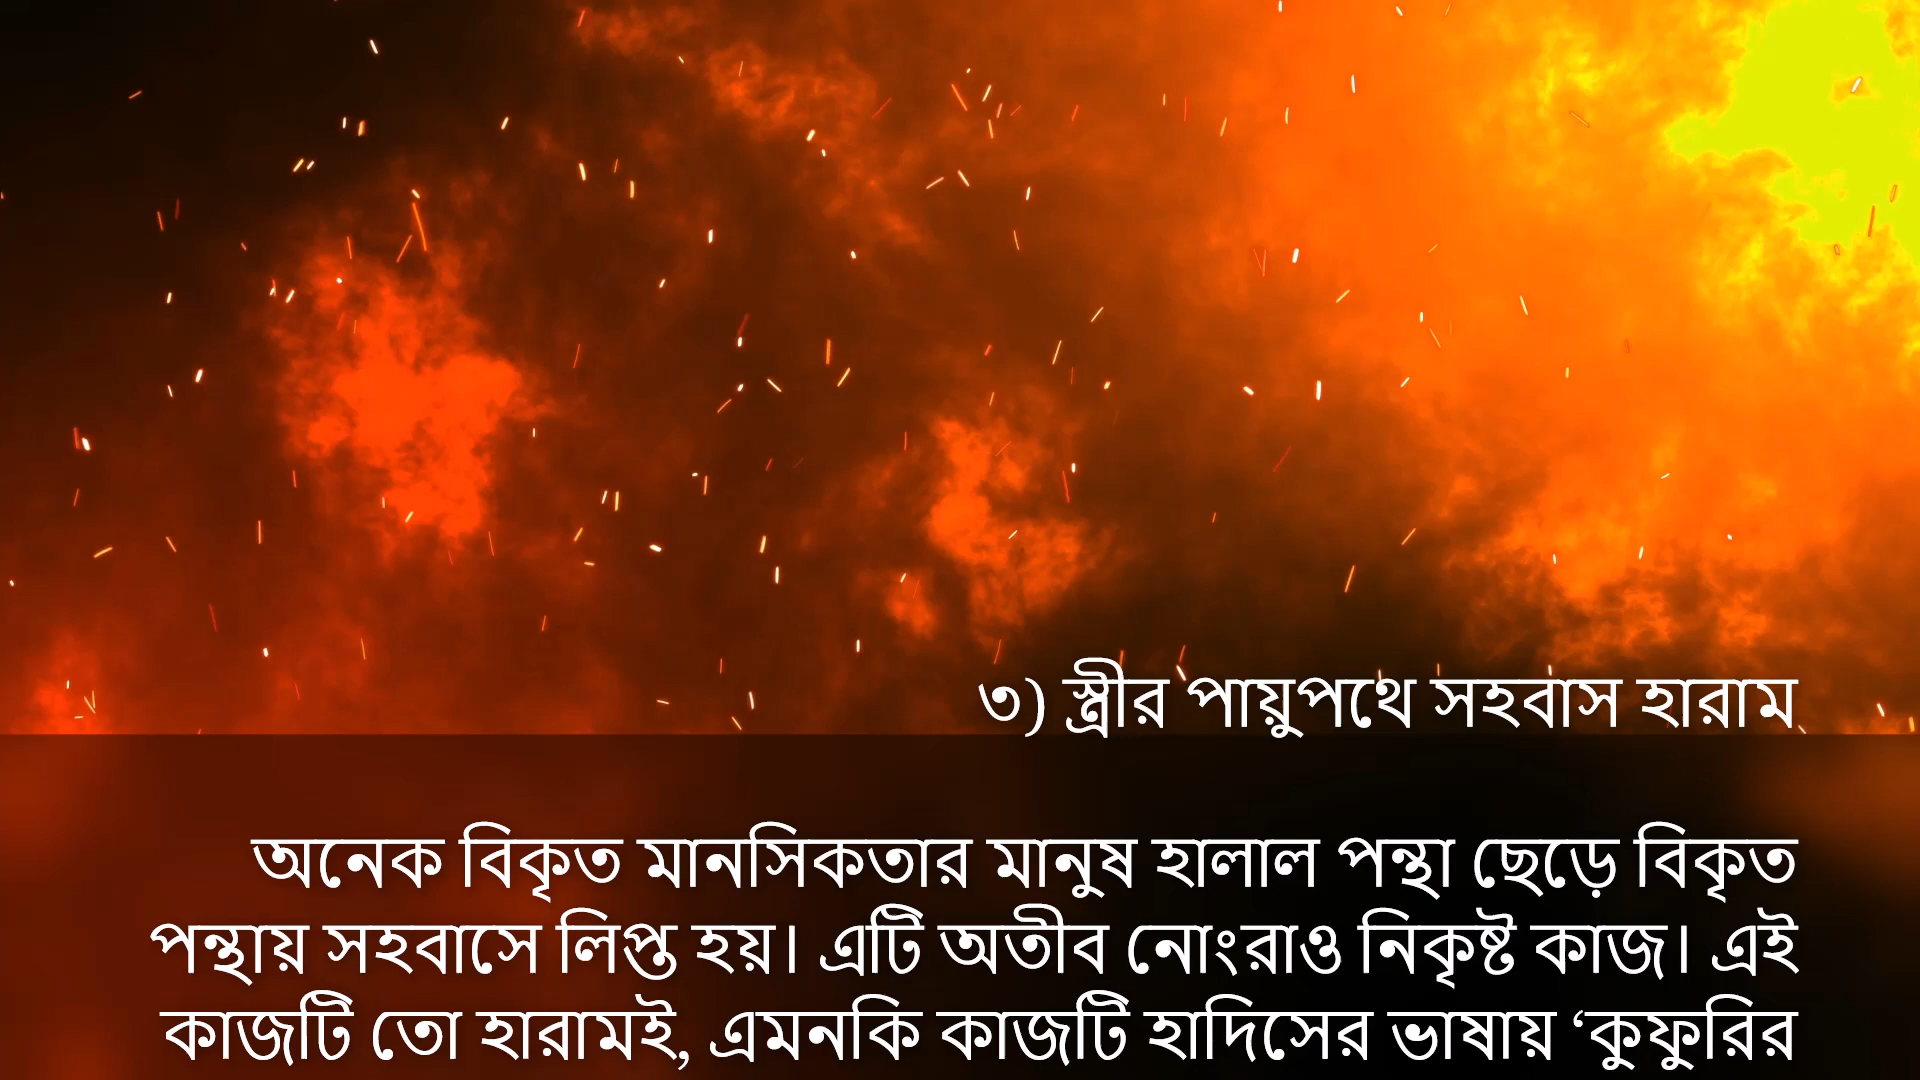 ৩) স্ত্রীর পায়ুপথে সহবাস হারাম
অনেক বিকৃত মানসিকতার মানুষ হালাল পন্থা ছেড়ে বিকৃত
পন্থায় সহবাসে লিপ্ত হয়। এটি অতীব নোংরাও নিকৃষ্ট কাজ। এই
কাজটি তো হারামই, এমনকি কাজটি হাদিসের ভাষায় ‘কুফুরির